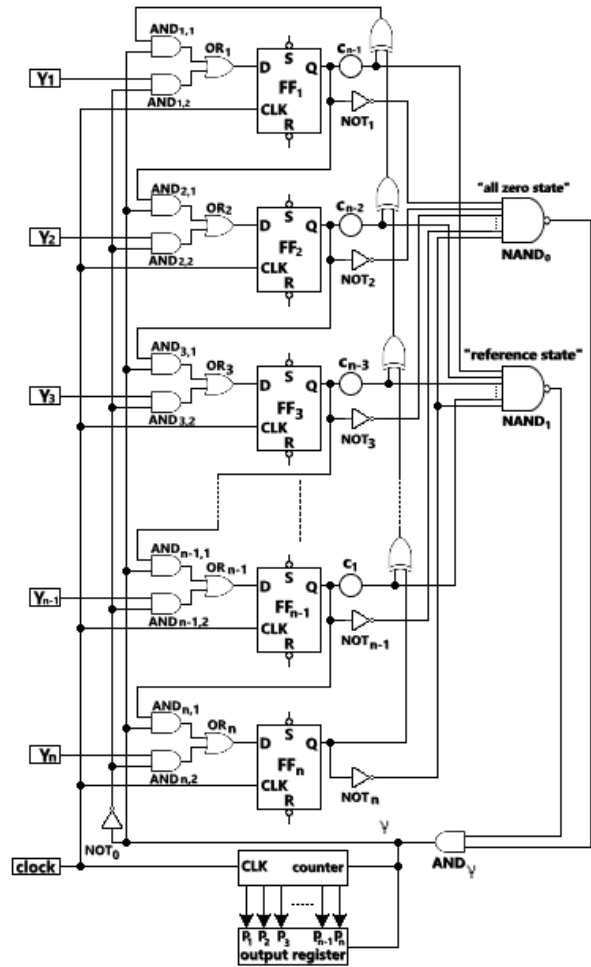 AND1,1
OR1
Y1
AND1,2
D
S
Q
FF1
CLK
R
cn-1
NOT1
AND2,1
OR2
Y2
AND2,2
D
S
Q
FF2
CLK
R
cn-2
NOT2
"all zero state"
NAND0
AND3,1
OR3
Y3
AND3,2
D
S
Q
FF3
CLK
R
cn-3
NOT3
"reference state"
NAND1
ANDn-1,1
ORn-1
Yn-1
ANDn-1,2
D
S
Q
FFn-1
CLK
R
c1
NOTn-1
ANDn,1
ORn
Yn
ANDn,2
D
S
Q
FFn
CLK
R
NOTn
NOT0
γ
ANDγ
clock
CLK counter
P1 P2 P3 Pn-1 Pn
output register